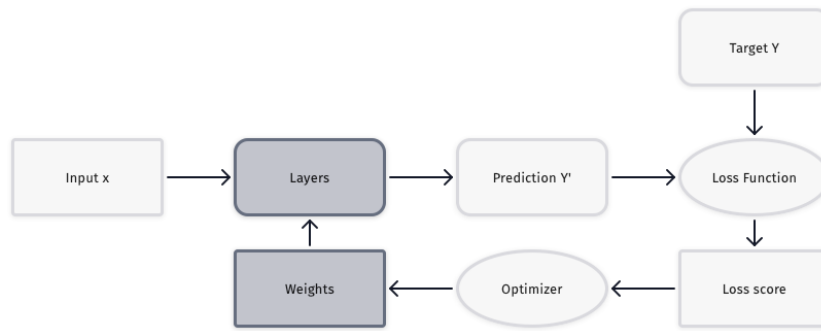 Target Y
Input x
Layers
Prediction Y'
Loss Function
Weights
Optimizer
Loss score